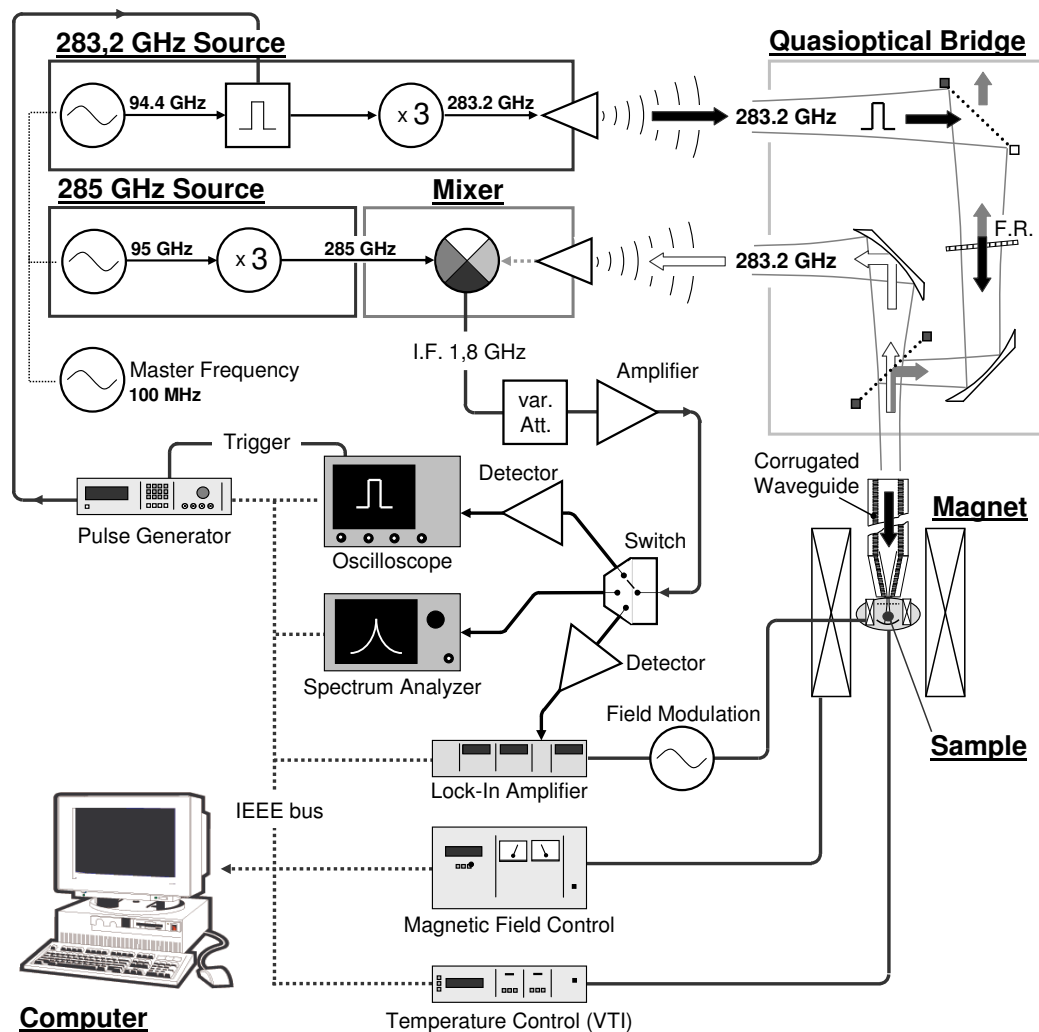 283,2 GHz Source
Quasioptical Bridge
94.4 GHz
x 3
283.2 GHz
283.2 GHz
285 GHz Source
Mixer
F.R.
95 GHz
x 3
285 GHz
283.2 GHz
I.F. 1,8 GHz
Master Frequency
100 MHz
Amplifier
var.
Att.
Trigger
Detector
Corrugated
Waveguide
Magnet
Pulse Generator
Oscilloscope
Switch
Spectrum Analyzer
Detector
Field Modulation
Sample
Lock-In Amplifier
IEEE bus
Magnetic Field Control
Computer
Temperature Control (VTI)